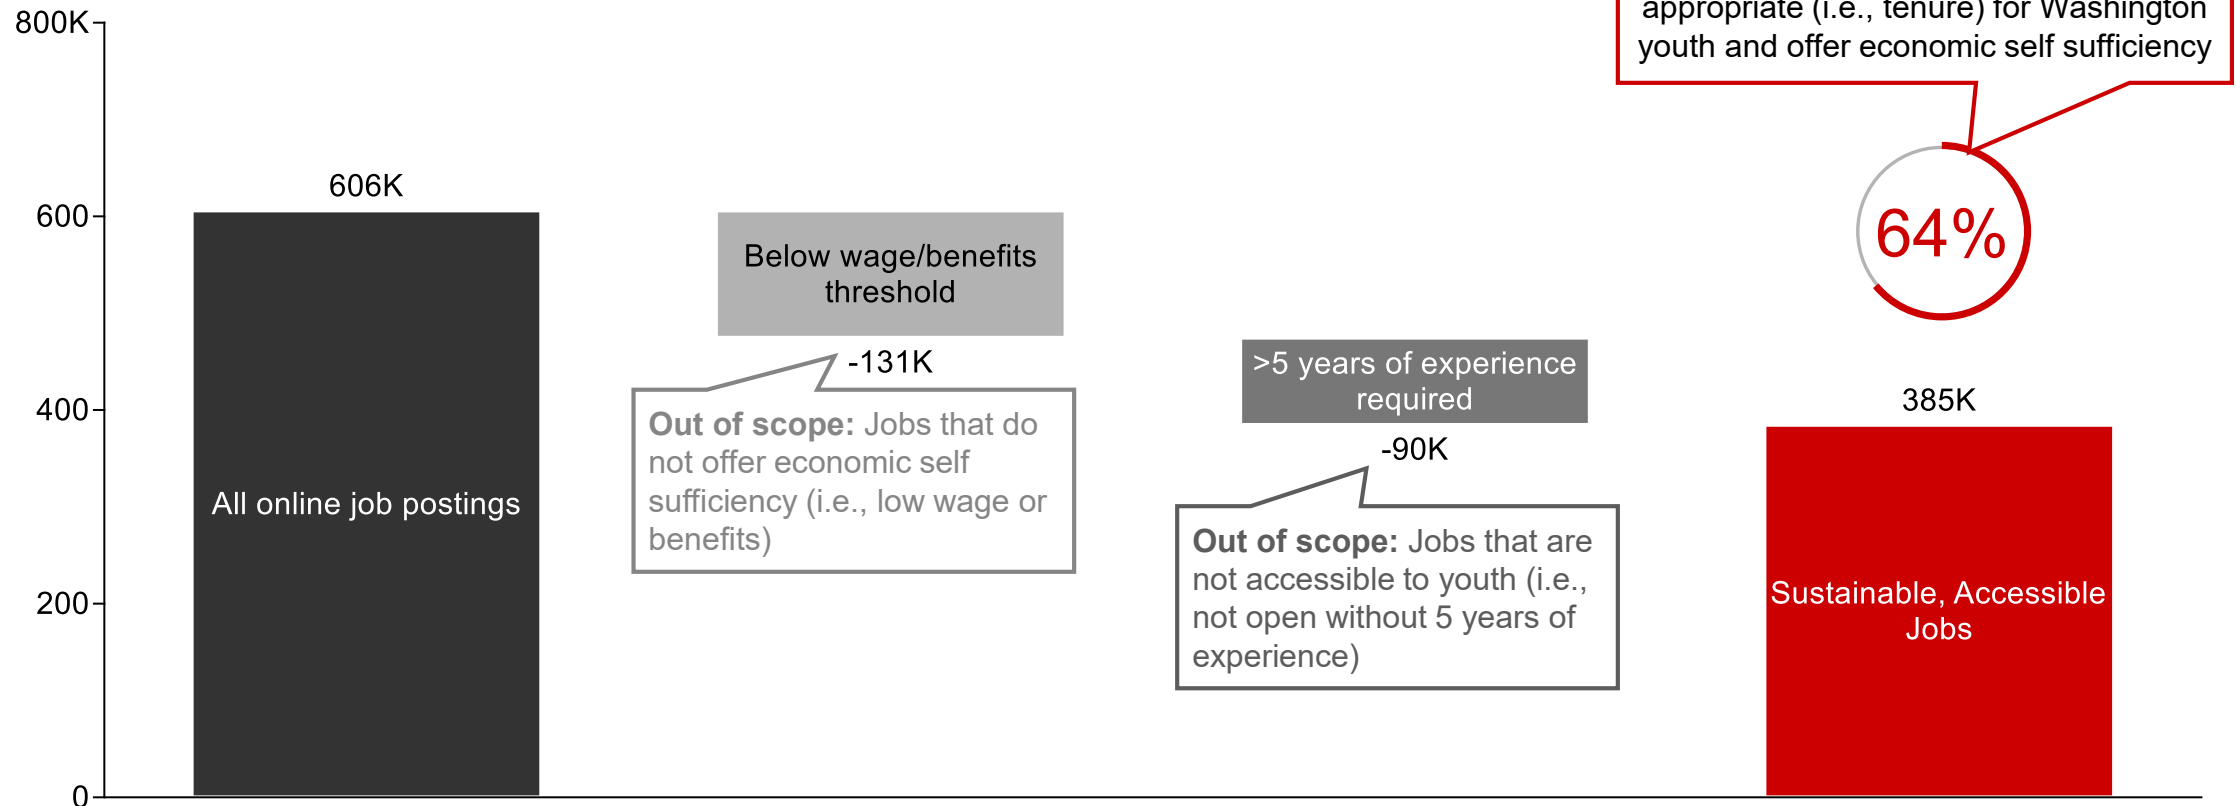 800K
600
400
200
0
606K
All online job postings
Below wage/benefits
threshold
-131K
Out of scope: Jobs that do
not offer economic self
sufficiency (i.e., low wage or
benefits)
>5 years of experience
required
-90K
Out of scope: Jobs that are
not accessible to youth (i.e.,
not open without 5 years of
experience)
appropriate (i.e., tenure) for Washington
youth and offer economic self sufficiency
64%
385K
Sustainable, Accessible
Jobs